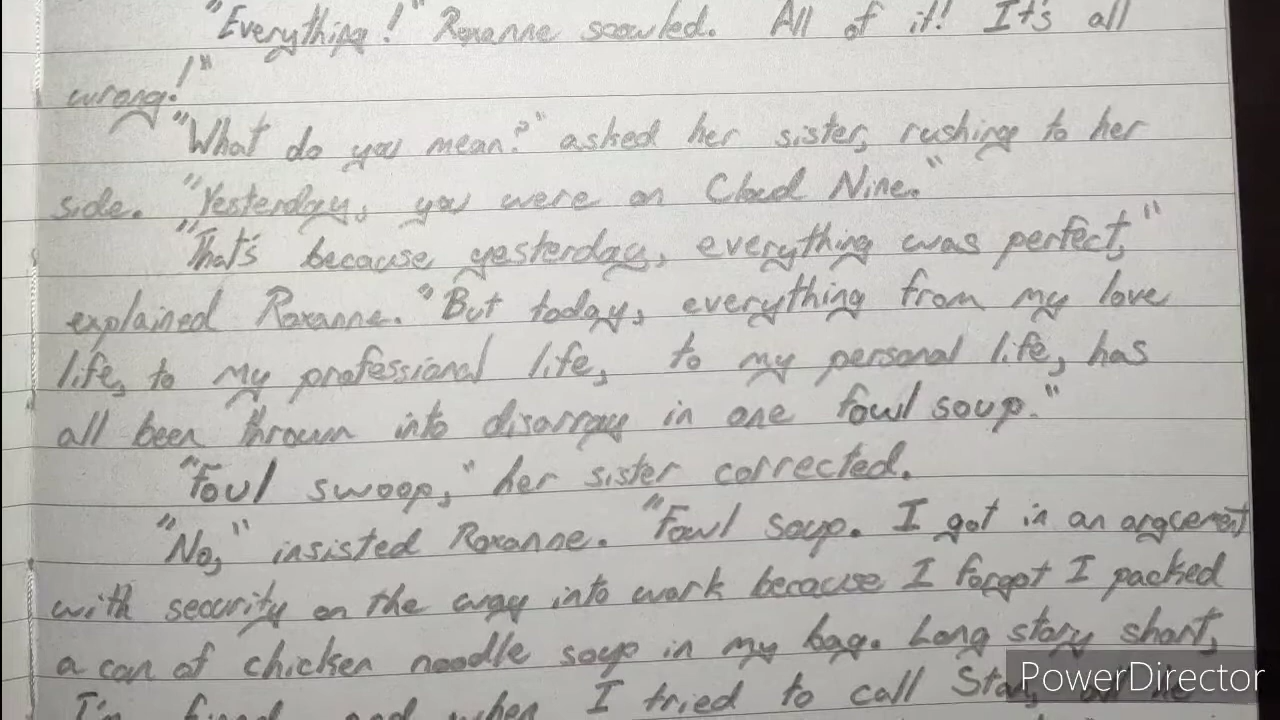 "Everything!" Roxanne scowled. All of it! It's all
wrong!"
"What do you mean?" asked her sister, rushing to her
side. "Yesterday, you were on Cloud Nine."
"That's because yesterday, everything was perfect,"
explained Roxanne. "But today, everything from my love
life, to my professional life, to my personal life, has
all been thrown into disarray in one fowl soup."
"Foul swoop," her sister corrected.
"No," insisted Roxanne. "Fowl soup. I got in an argument
with security on the way into work because I forgot I packed
a can of chicken noodle soup in my bag. Long story short,
I'm fired, and when I tried to call
PowerDirector